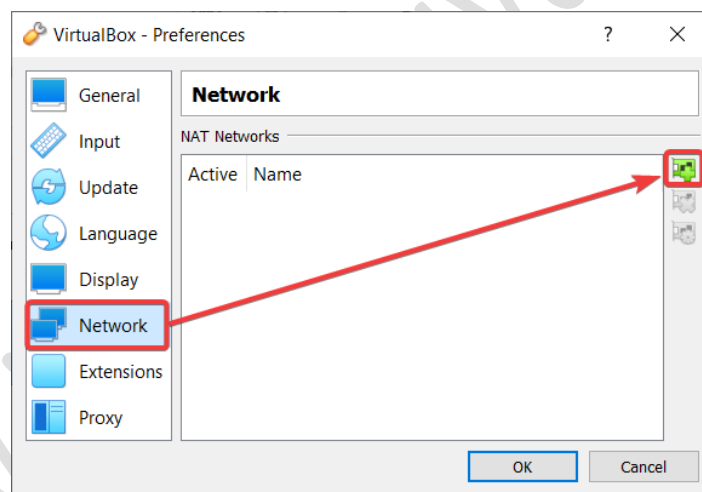 VirtualBox - Preferences
?
General
Input
Update
Language
Display
Network
Extensions
Proxy
Network
NAT Networks
Active Name
OK Cancel